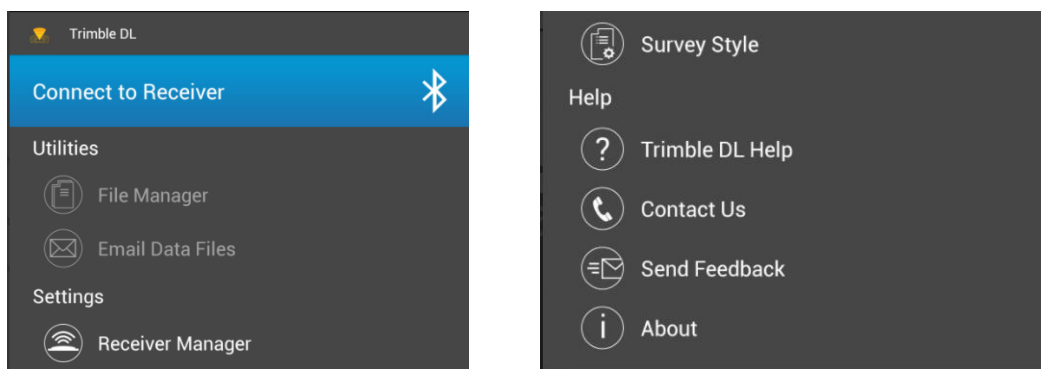 Trimble DL
Connect to Receiver
Utilities
File Manager
Email Data Files
Settings
Receiver Manager
Survey Style
Help
Trimble DL Help
Contact Us
Send Feedback
About